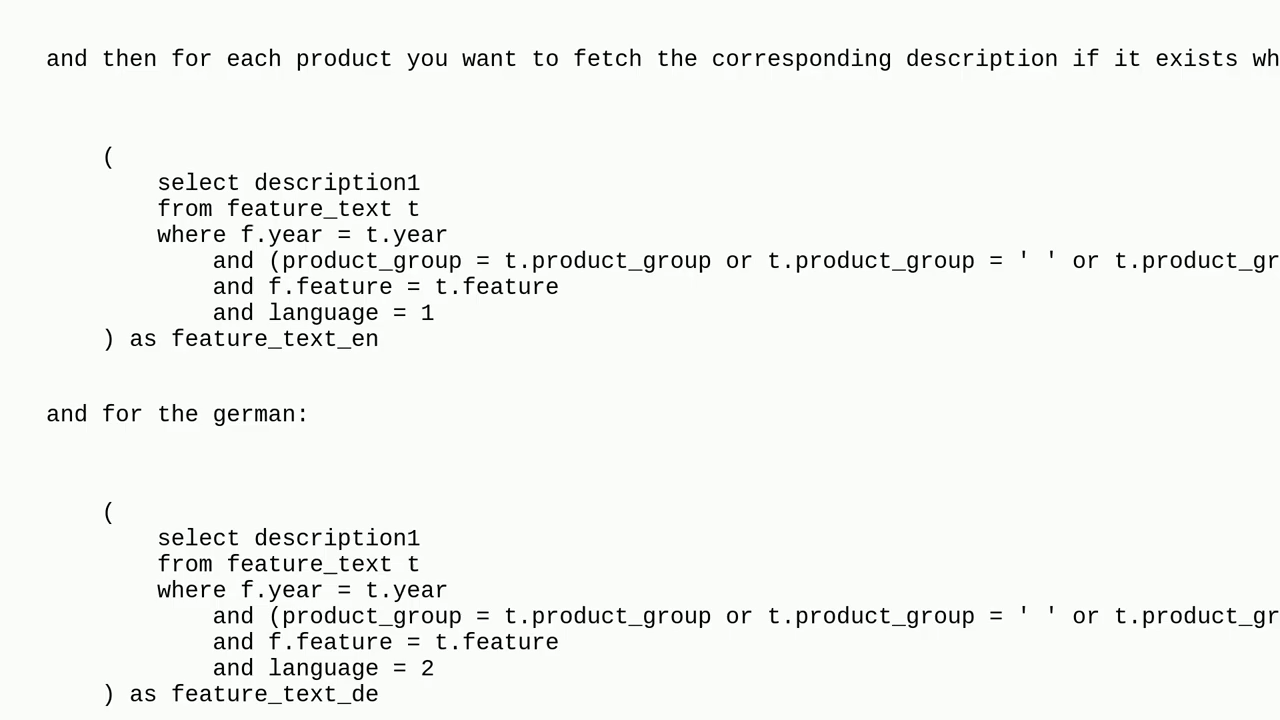 and then for each product you want to fetch the corresponding description if it exists wh
(
select description1
from feature_text t
where f.year = t.year
and (product_group = t.product_group or t.product_group = ' ' or t.product_gr
and f.feature = t.feature
and language = 1
) as feature_text_en
and for the german:
(
select description1
from feature_text t
where f.year = t.year
and (product_group = t.product_group or t.product_group = ' ' or t.product_gr
and f.feature = t.feature
and language = 2
) as feature_text_de